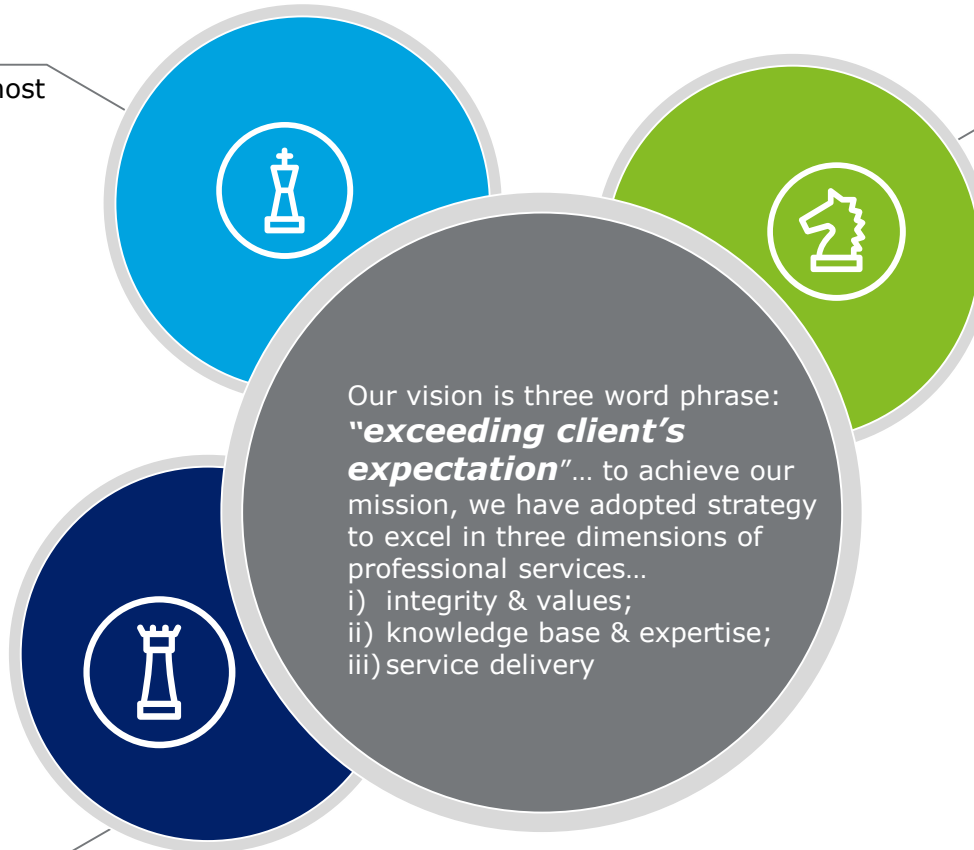 nost
Our vision is three word phrase:
“exceeding client’s
expectation”… to achieve our
mission, we have adopted strategy
to excel in three dimensions of
professional services…
i) integrity & values;
ii) knowledge base & expertise;
iii) service delivery